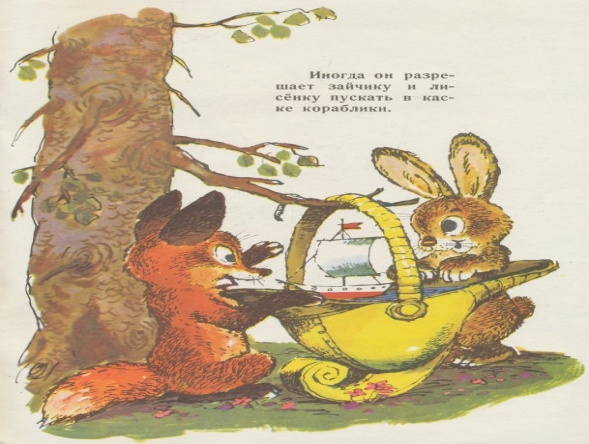 Иногда он разре-
шает зайчику и ли-
сёнку пускать в кас-
ке кораблики.